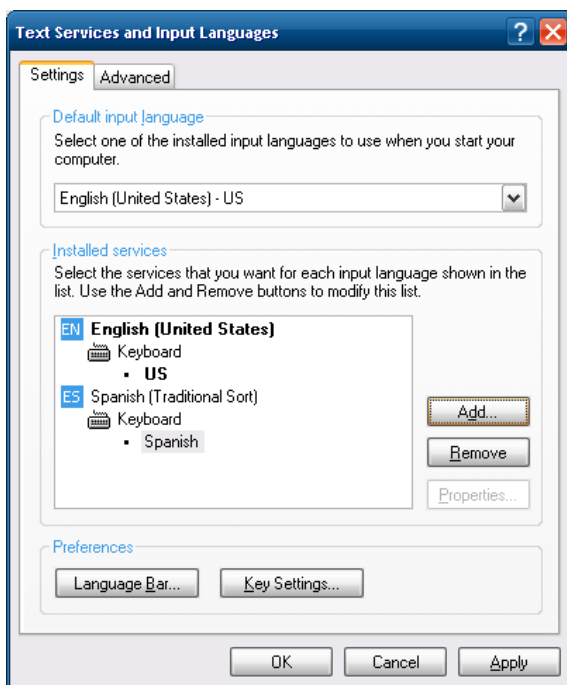 Text Services and Input Languages
Settings
Advanced
Default input language
Select one of the installed input languages to use when you start your
computer.
English (United States) - US
Installed services
Select the services that you want for each input language shown in the
list. Use the Add and Remove buttons to modify this list.
EN English (United States)
Keyboard
• US
ES Spanish (Traditional Sort)
Keyboard
• Spanish
Add...
Remove
Properties...
Preferences
Language Bar...
Key Settings...
OK
Cancel
Apply